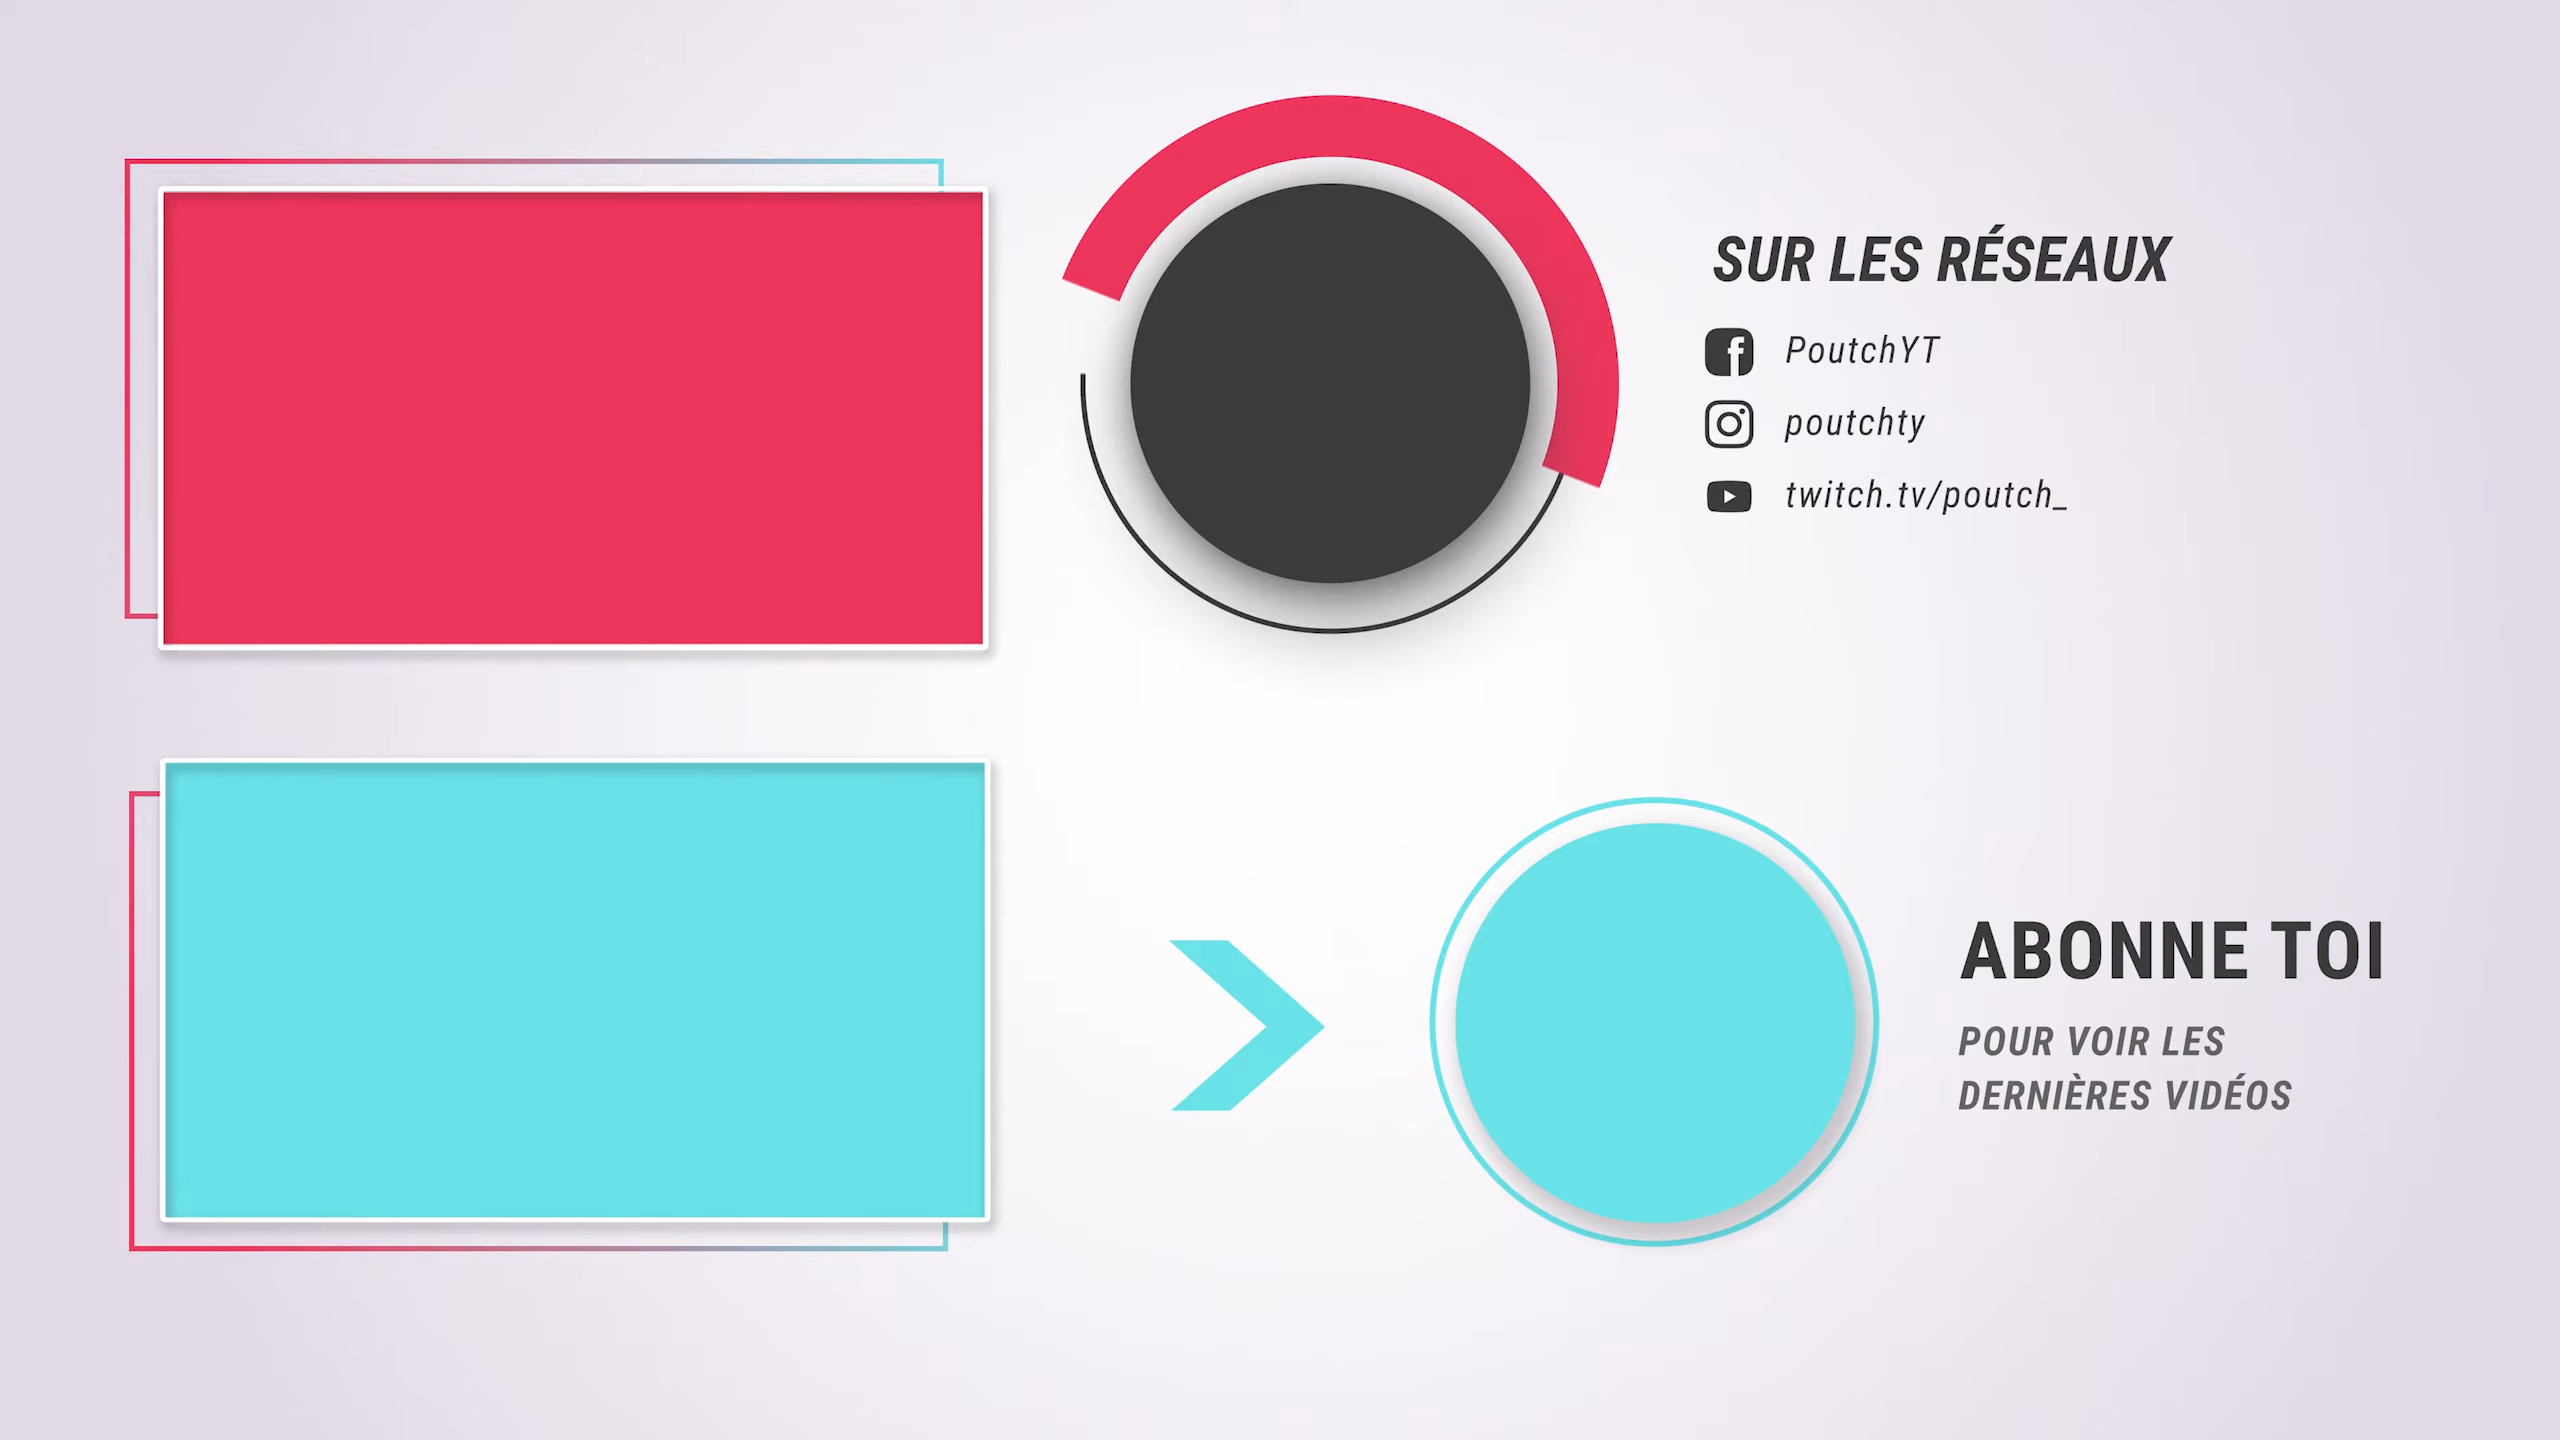 SUR LES RÉSEAUX
PoutchYT
poutchty
twitch.tv/poutch_
ABONNE TOI
POUR VOIR LES
DERNIÈRES VIDÉOS